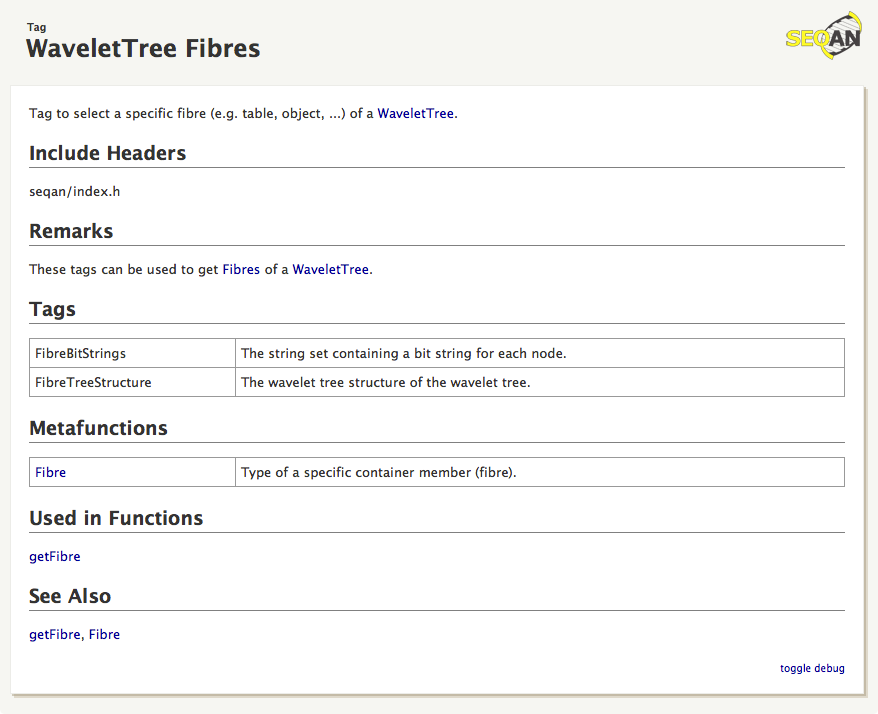 Tag
WaveletTree Fibres
SEQAN
Tag to select a specific fibre (e.g. table, object, ...) of a WaveletTree.
Include Headers
seqan/index.h
Remarks
These tags can be used to get Fibres of a WaveletTree.
Tags
FibreBitStrings The string set containing a bit string for each node.
FibreTreeStructure The wavelet tree structure of the wavelet tree.
Metafunctions
Fibre Type of a specific container member (fibre).
Used in Functions
getFibre
See Also
getFibre, Fibre
toggle debug